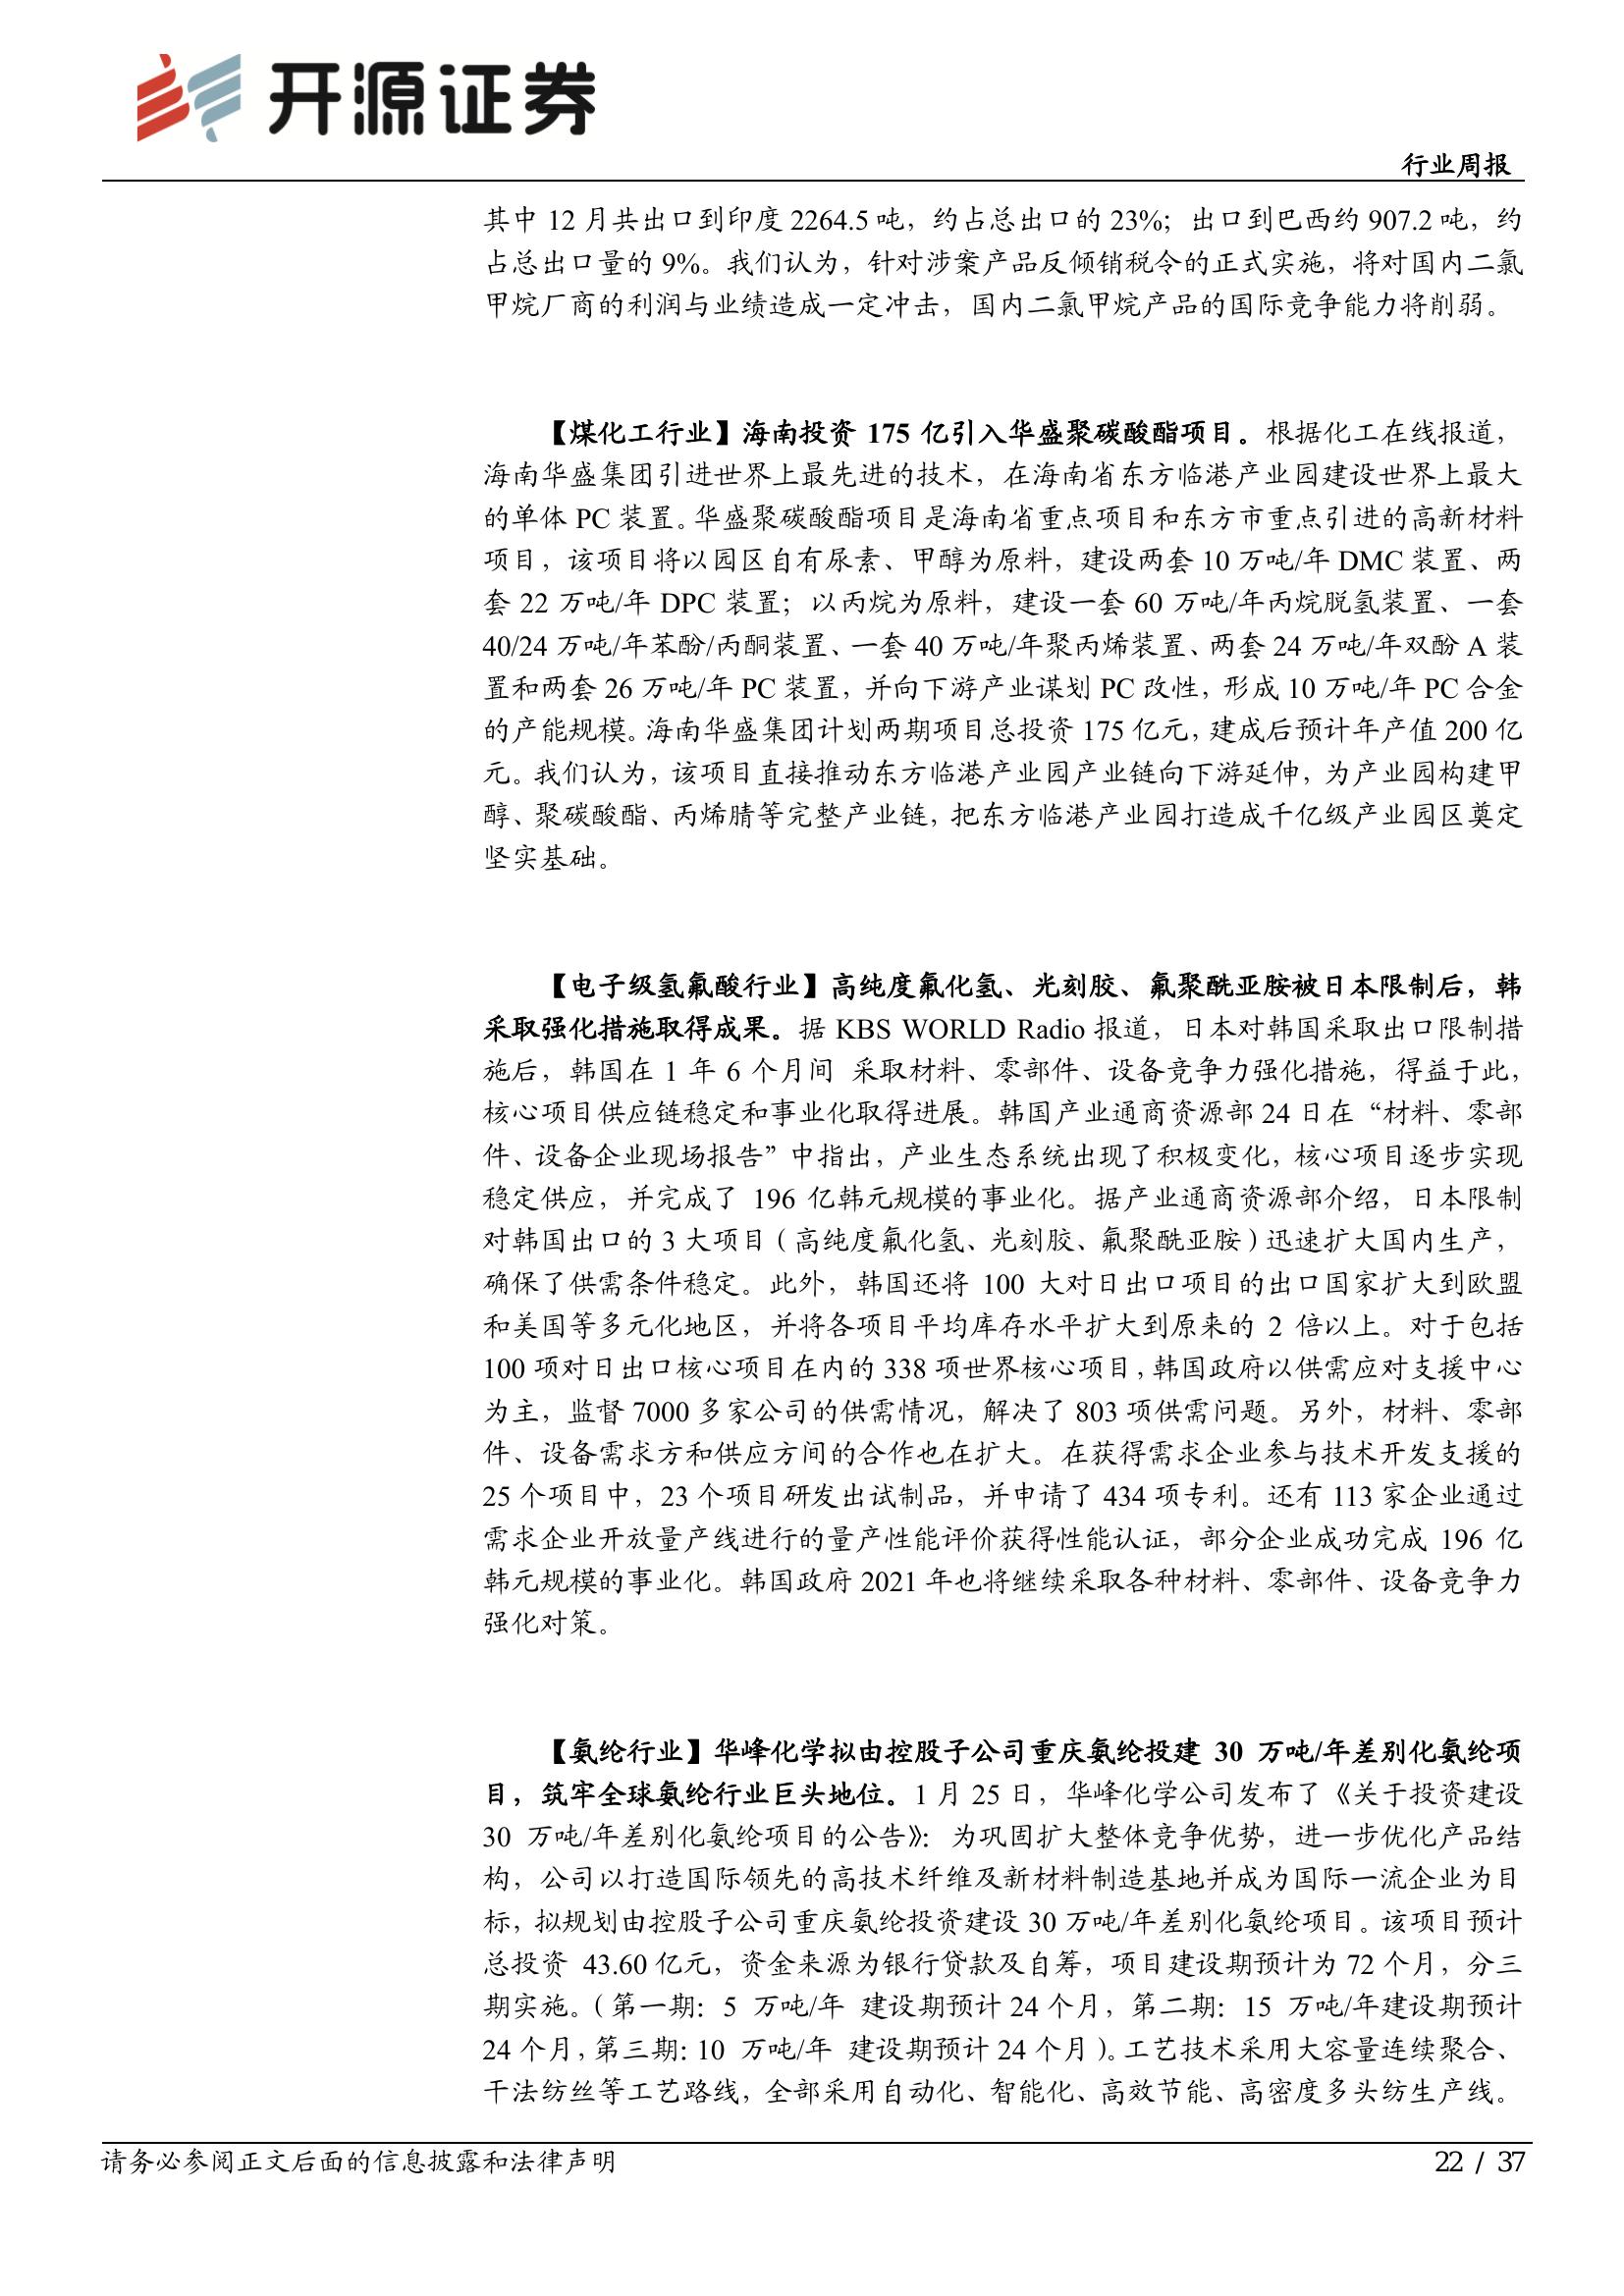 开源证券
行业周报
其中 12 月共出口到印度 2264.5 吨，约占总出口的 23%；出口到巴西约 907.2 吨，约
占总出口量的 9%。我们认为，针对涉案产品反倾销税令的正式实施，将对国内二氯
甲烷厂商的利润与业绩造成一定冲击，国内二氯甲烷产品的国际竞争能力将削弱。
【煤化工行业】海南投资 175 亿引入华盛聚碳酸酯项目。根据化工在线报道，
海南华盛集团引进世界上最先进的技术，在海南省东方临港产业园建设世界上最大
的单体 PC 装置。华盛聚碳酸酯项目是海南省重点项目和东方市重点引进的高新材料
项目，该项目将以园区自有尿素、甲醇为原料，建设两套 10 万吨/年 DMC 装置、两
套 22 万吨/年 DPC 装置；以丙烷为原料，建设一套 60 万吨/年丙烷脱氢装置、一套
40/24 万吨/年苯酚/丙酮装置、一套 40 万吨/年聚丙烯装置、两套 24 万吨/年双酚 A 装
置和两套 26 万吨/年 PC 装置，并向下游产业谋划 PC 改性，形成 10 万吨/年 PC 合金
的产能规模。海南华盛集团计划两期项目总投资 175 亿元，建成后预计年产值 200 亿
元。我们认为，该项目直接推动东方临港产业园产业链向下游延伸，为产业园构建甲
醇、聚碳酸酯、丙烯腈等完整产业链，把东方临港产业园打造成千亿级产业园区奠定
坚实基础。
【电子级氢氟酸行业】高纯度氟化氢、光刻胶、氟聚酰亚胺被日本限制后，韩
采取强化措施取得成果。据 KBS WORLD Radio 报道，日本对韩国采取出口限制措
施后，韩国在 1 年 6 个月间 采取材料、零部件、设备竞争力强化措施，得益于此，
核心项目供应链稳定和事业化取得进展。韩国产业通商资源部 24 日在“材料、零部
件、设备企业现场报告”中指出，产业生态系统出现了积极变化，核心项目逐步实现
稳定供应，并完成了 196 亿韩元规模的事业化。据产业通商资源部介绍，日本限制
对韩国出口的 3 大项目（高纯度氟化氢、光刻胶、氟聚酰亚胺）迅速扩大国内生产，
确保了供需条件稳定。此外，韩国还将 100 大对日出口项目的出口国家扩大到欧盟
和美国等多元化地区，并将各项目平均库存水平扩大到原来的 2 倍以上。对于包括
100 项对日出口核心项目在内的 338 项世界核心项目，韩国政府以供需应对支援中心
为主，监督 7000 多家公司的供需情况，解决了 803 项供需问题。另外，材料、零部
件、设备需求方和供应方间的合作也在扩大。在获得需求企业参与技术开发支援的
25 个项目中，23 个项目研发出试制品，并申请了 434 项专利。还有 113 家企业通过
需求企业开放量产线进行的量产性能评价获得性能认证，部分企业成功完成 196 亿
韩元规模的事业化。韩国政府 2021 年也将继续采取各种材料、零部件、设备竞争力
强化对策。
【氨纶行业】华峰化学拟由控股子公司重庆氨纶投建 30 万吨/年差别化氨纶项
目，筑牢全球氨纶行业巨头地位。1 月 25 日，华峰化学公司发布了《关于投资建设
30 万吨/年差别化氨纶项目的公告》：为巩固扩大整体竞争优势，进一步优化产品结
构，公司以打造国际领先的高技术纤维及新材料制造基地并成为国际一流企业为目
标，拟规划由控股子公司重庆氨纶投资建设 30 万吨/年差别化氨纶项目。该项目预计
总投资 43.60 亿元，资金来源为银行贷款及自筹，项目建设期预计为 72 个月，分三
期实施。（第一期：5 万吨/年 建设期预计 24 个月，第二期：15 万吨/年建设期预计
24 个月，第三期：10 万吨/年 建设期预计 24 个月）。工艺技术采用大容量连续聚合、
干法纺丝等工艺路线，全部采用自动化、智能化、高效节能、高密度多头纺生产线。
请务必参阅正文后面的信息披露和法律声明
22 / 37